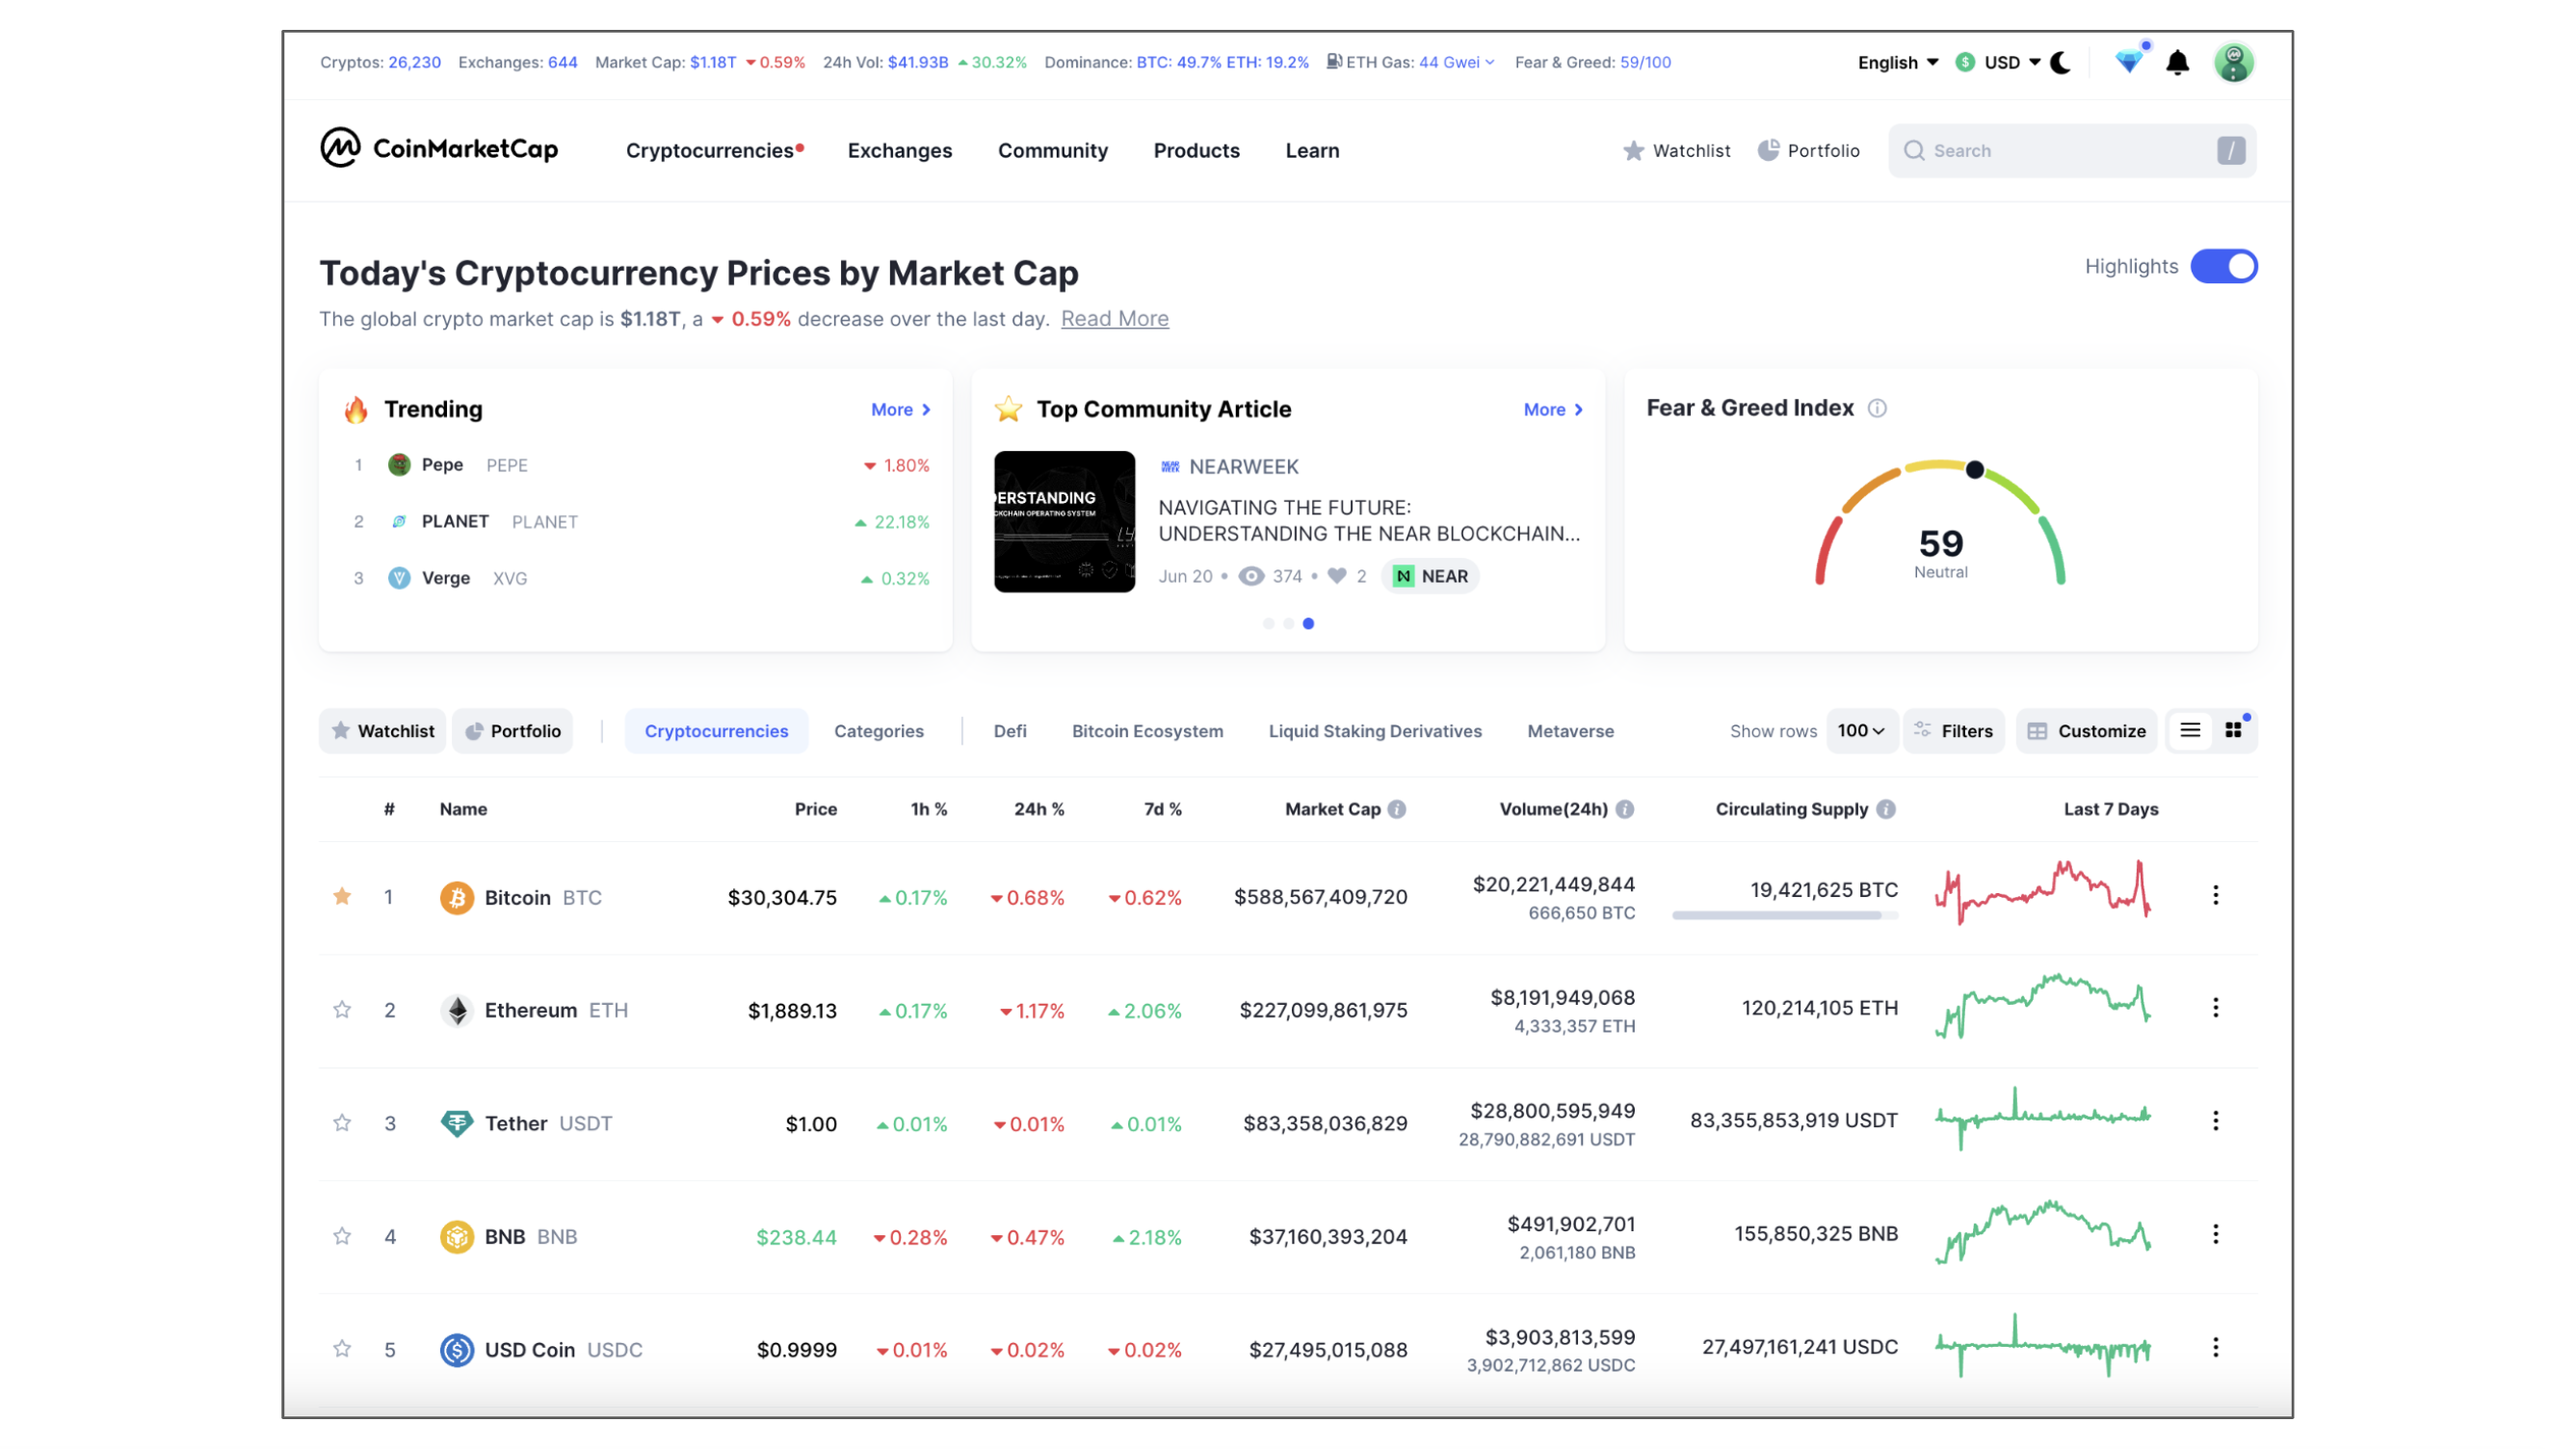 Cryptos: 26,230 Exchanges: 644 Market Cap: $1.18T 0.59% 24h Vol: $41.93B 30.32% Dominance: BTC: 49.7% ETH: 19.2% ETH Gas: 44 Gwei Fear & Greed: 59/100 English $ USD
CoinMarketCap Cryptocurrencies Exchanges Community Products Learn Watchlist Portfolio Search /
Today's Cryptocurrency Prices by Market Cap Highlights
The global crypto market cap is $1.18T, a 0.59% decrease over the last day. Read More
Trending More
1 Pepe PEPE 1.80%
2 PLANET PLANET 22.18%
3 Verge XVG 0.32%
Top Community Article More
DERSTANDING
OCKCHAIN OPERATING SYSTEM
NEAR WEEK NEARWEEK
NAVIGATING THE FUTURE:
UNDERSTANDING THE NEAR BLOCKCHAIN...
Jun 20 • 374 • 2 NEAR
Fear & Greed Index
59
Neutral
Watchlist Portfolio Cryptocurrencies Categories Defi Bitcoin Ecosystem Liquid Staking Derivatives Metaverse Show rows 100 Filters Customize
# Name Price 1h % 24h % 7d % Market Cap Volume(24h) Circulating Supply Last 7 Days
1 Bitcoin BTC $30,304.75 0.17% 0.68% 0.62% $588,567,409,720 $20,221,449,844 19,421,625 BTC
666,650 BTC
2 Ethereum ETH $1,889.13 0.17% 1.17% 2.06% $227,099,861,975 $8,191,949,068 120,214,105 ETH
4,333,357 ETH
3 Tether USDT $1.00 0.01% 0.01% 0.01% $83,358,036,829 $28,800,595,949 83,355,853,919 USDT
28,790,882,691 USDT
4 BNB BNB $238.44 0.28% 0.47% 2.18% $37,160,393,204 $491,902,701 155,850,325 BNB
2,061,180 BNB
5 USD Coin USDC $0.9999 0.01% 0.02% 0.02% $27,495,015,088 $3,903,813,599 27,497,161,241 USDC
3,902,712,862 USDC